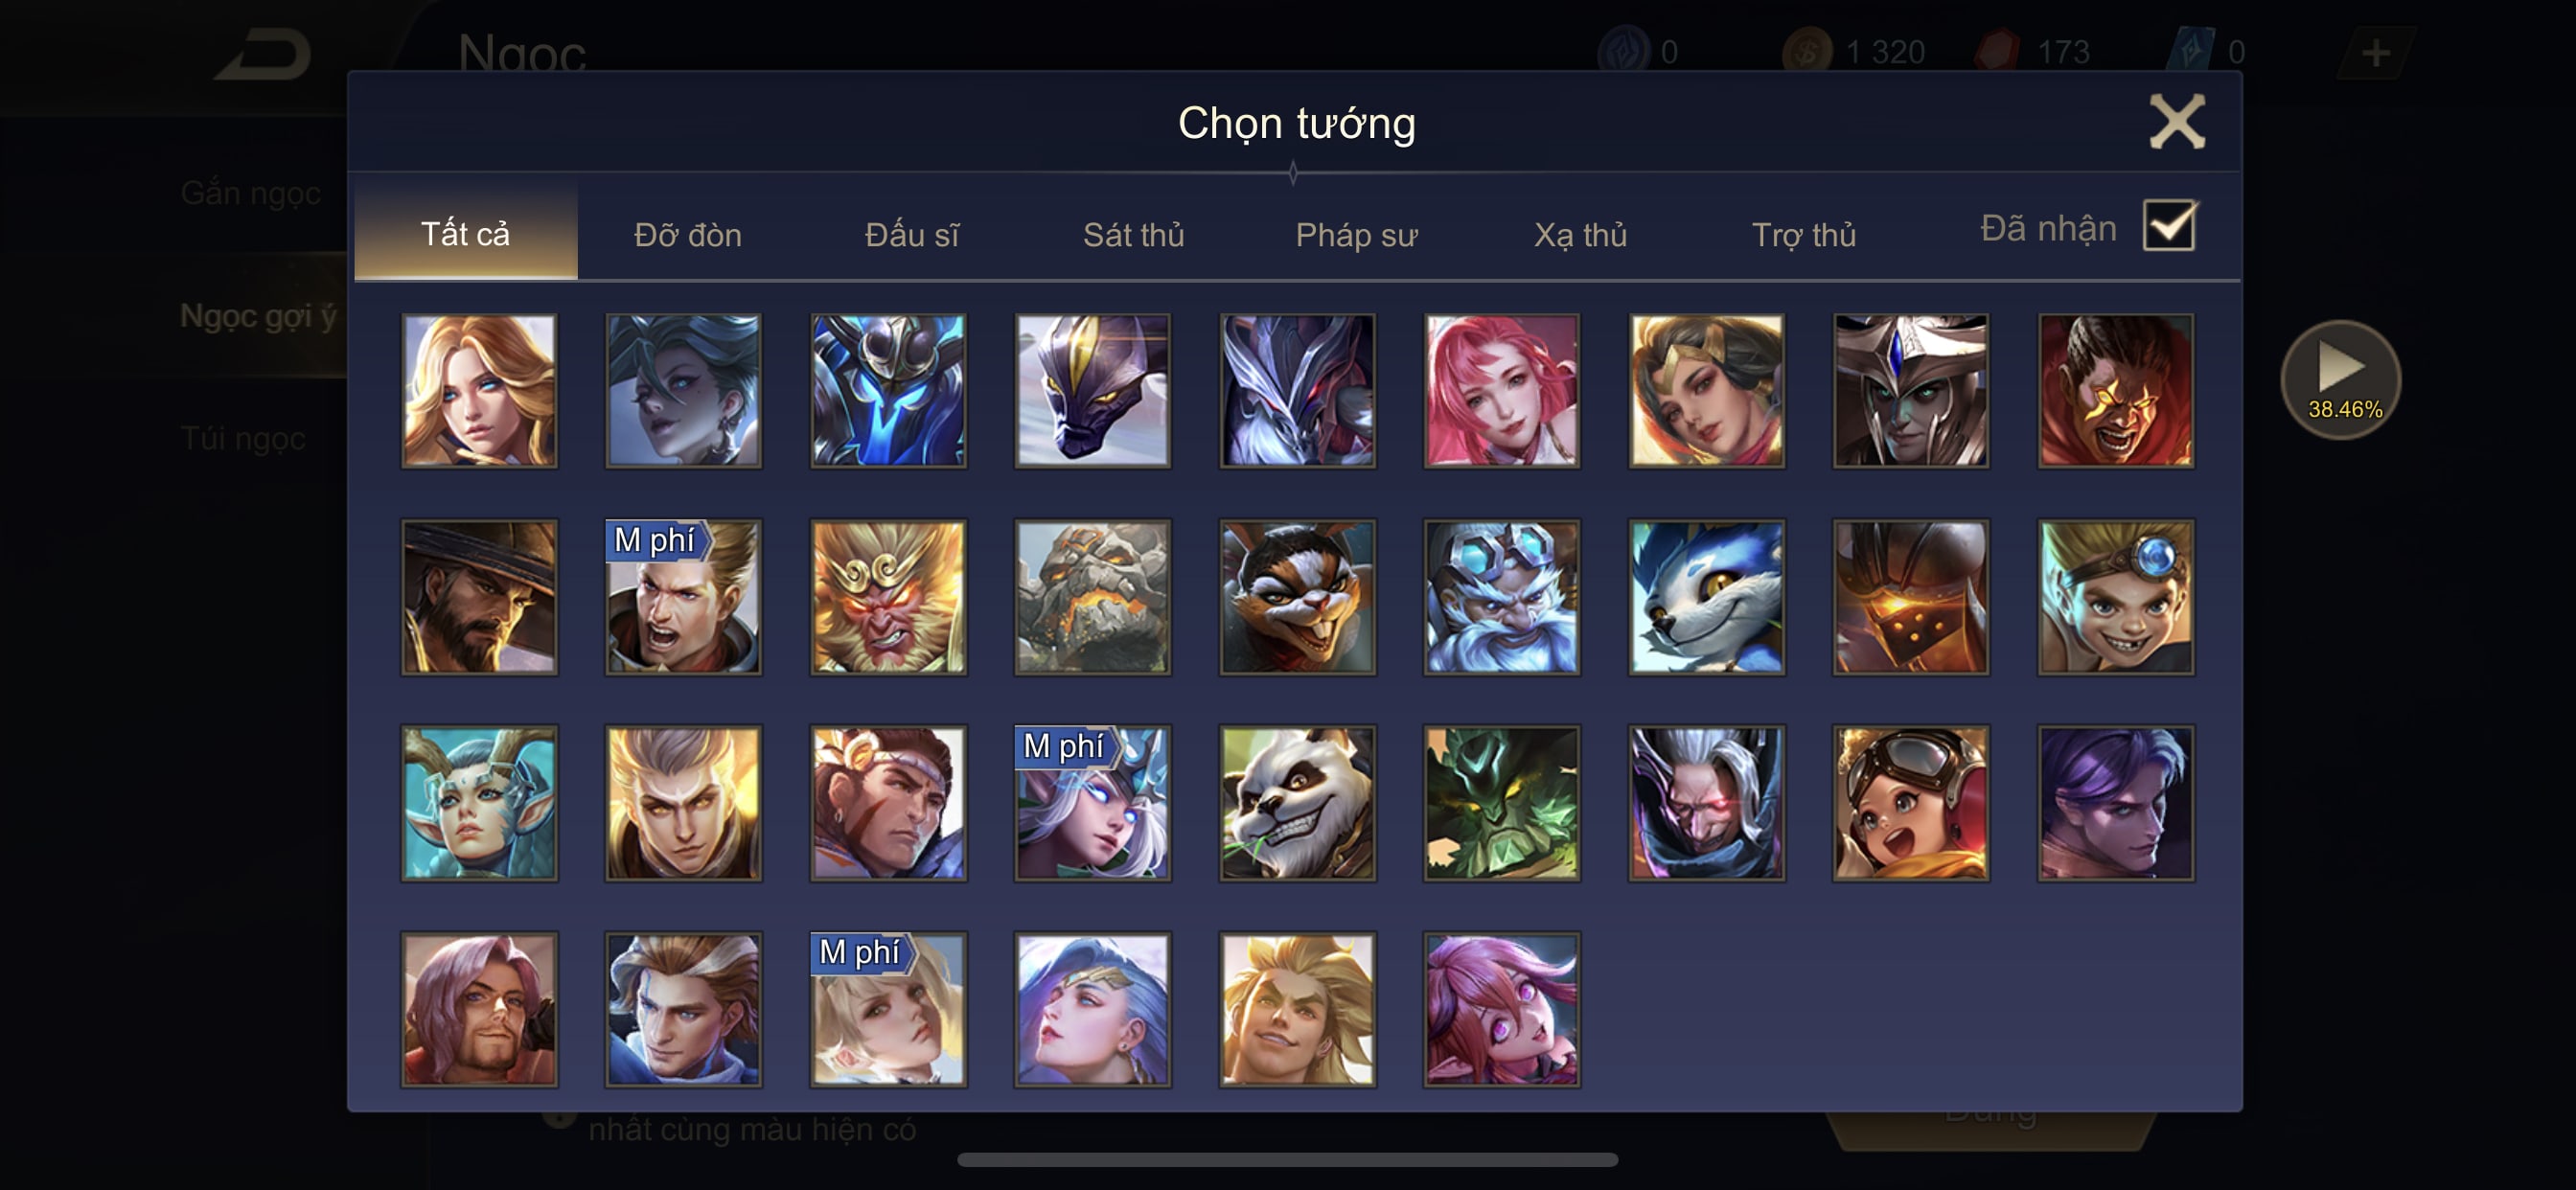 Ngọc
0
1 320
173
0
Chọn tướng
Gắn ngọc
Ngọc gợi ý
Túi ngọc
Tất cả
Đỡ đòn
Đấu sĩ
Sát thủ
Pháp sư
Xạ thủ
Trợ thủ
Đã nhận
38.46%
M phí
M phí
M phí
nhất cùng màu hiện có